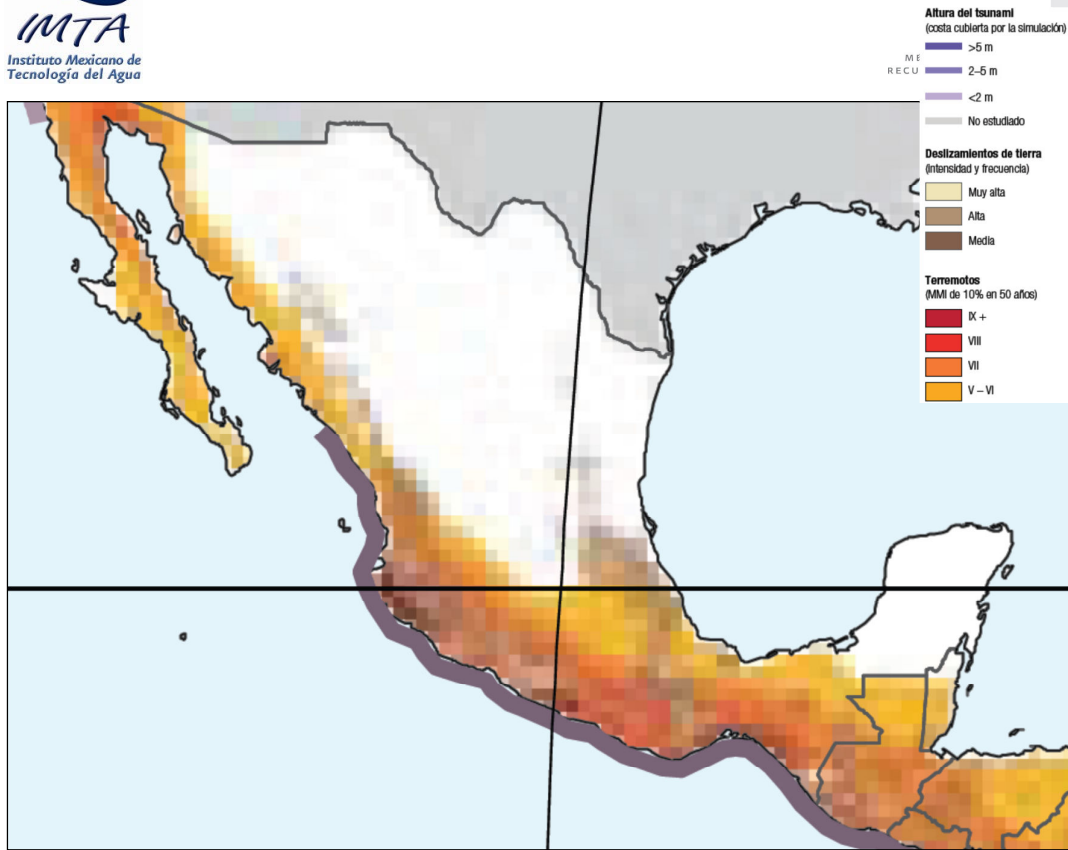 IMTA
Instituto Mexicano de
Tecnología del Agua
ME
RECU
Altura del tsunami
(costa cubierta por la simulación)
>5 m
2–5 m
<2 m
No estudiado
Deslizamientos de tierra
(intensidad y frecuencia)
Muy alta
Alta
Media
Terremotos
(MMI de 10% en 50 años)
IX +
VIII
VII
V – VI